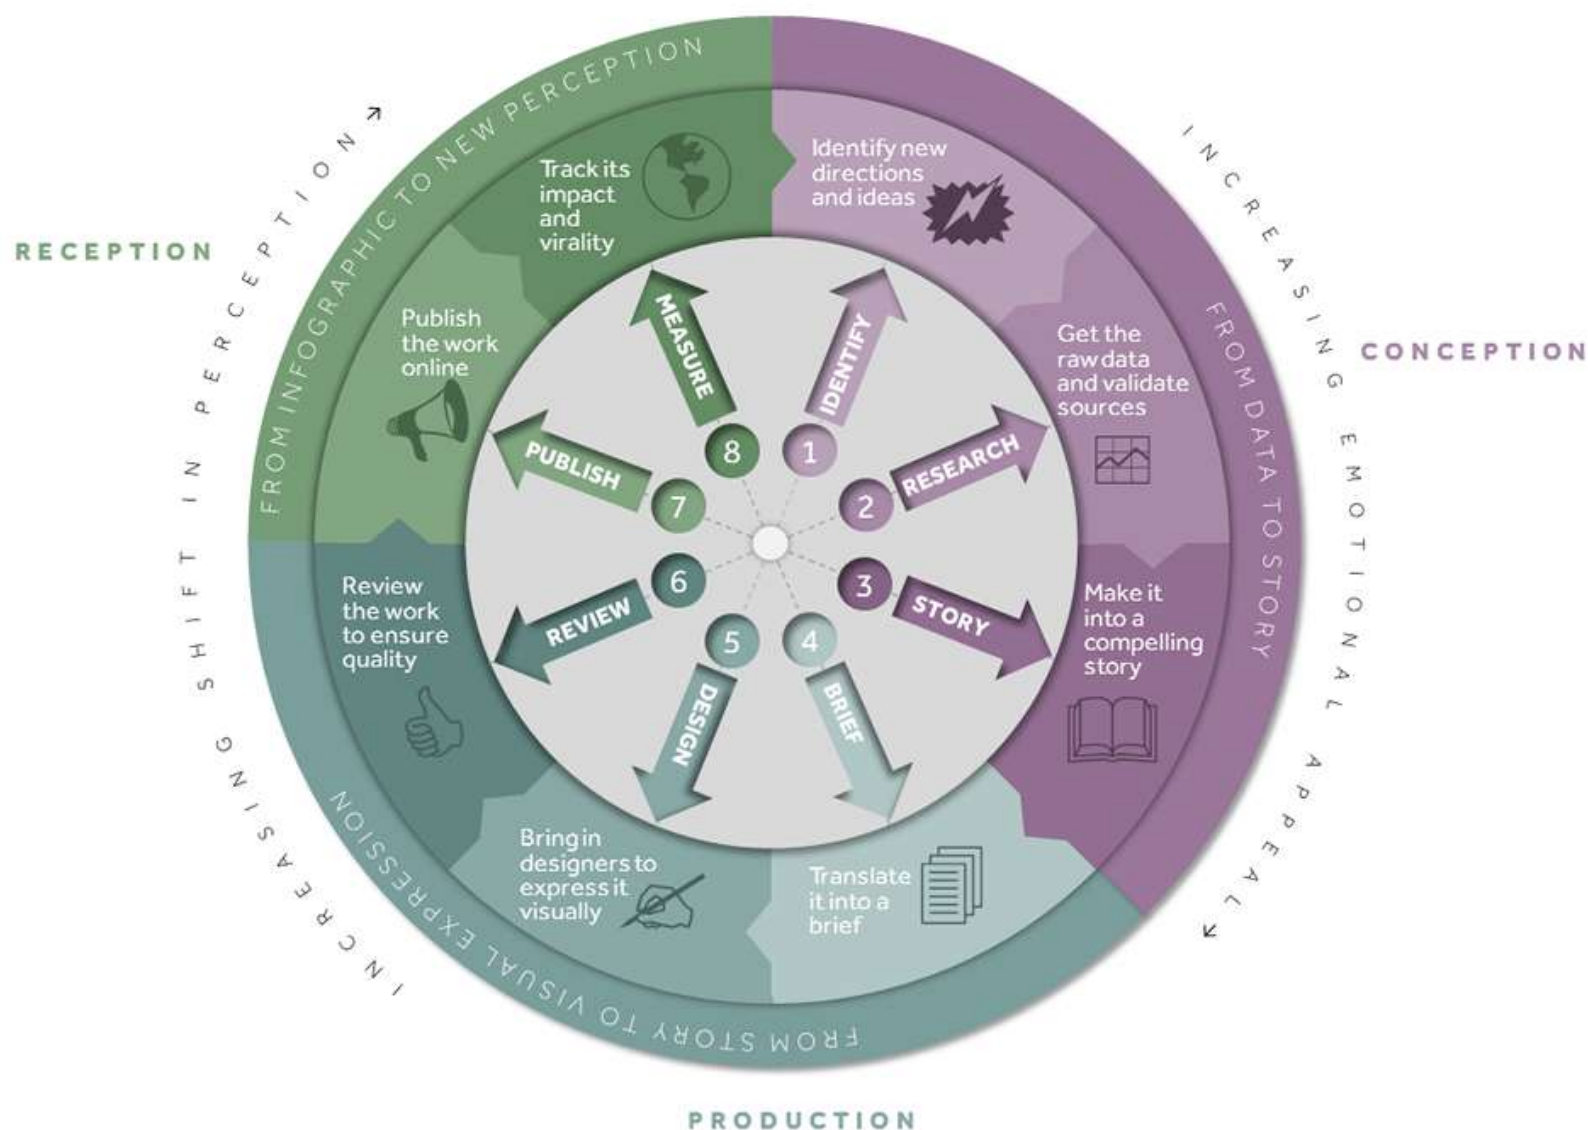 RECEPTION
CONCEPTION
PRODUCTION
INCREASING EMOTIONAL APPEAL
INCREASING SHIFT IN PERCEPTION
FROM DATA TO STORY
FROM STORY TO VISUAL EXPRESSION
FROM INFOGRAPHIC TO NEW PERCEPTION
1
IDENTIFY
Identify new
directions
and ideas
2
RESEARCH
Get the
raw data
and validate
sources
3
STORY
Make it
into a
compelling
story
4
BRIEF
Translate
it into a
brief
5
DESIGN
Bring in
designers to
express it
visually
6
REVIEW
Review
the work
to ensure
quality
7
PUBLISH
Publish
the work
online
8
MEASURE
Track its
impact
and
virality